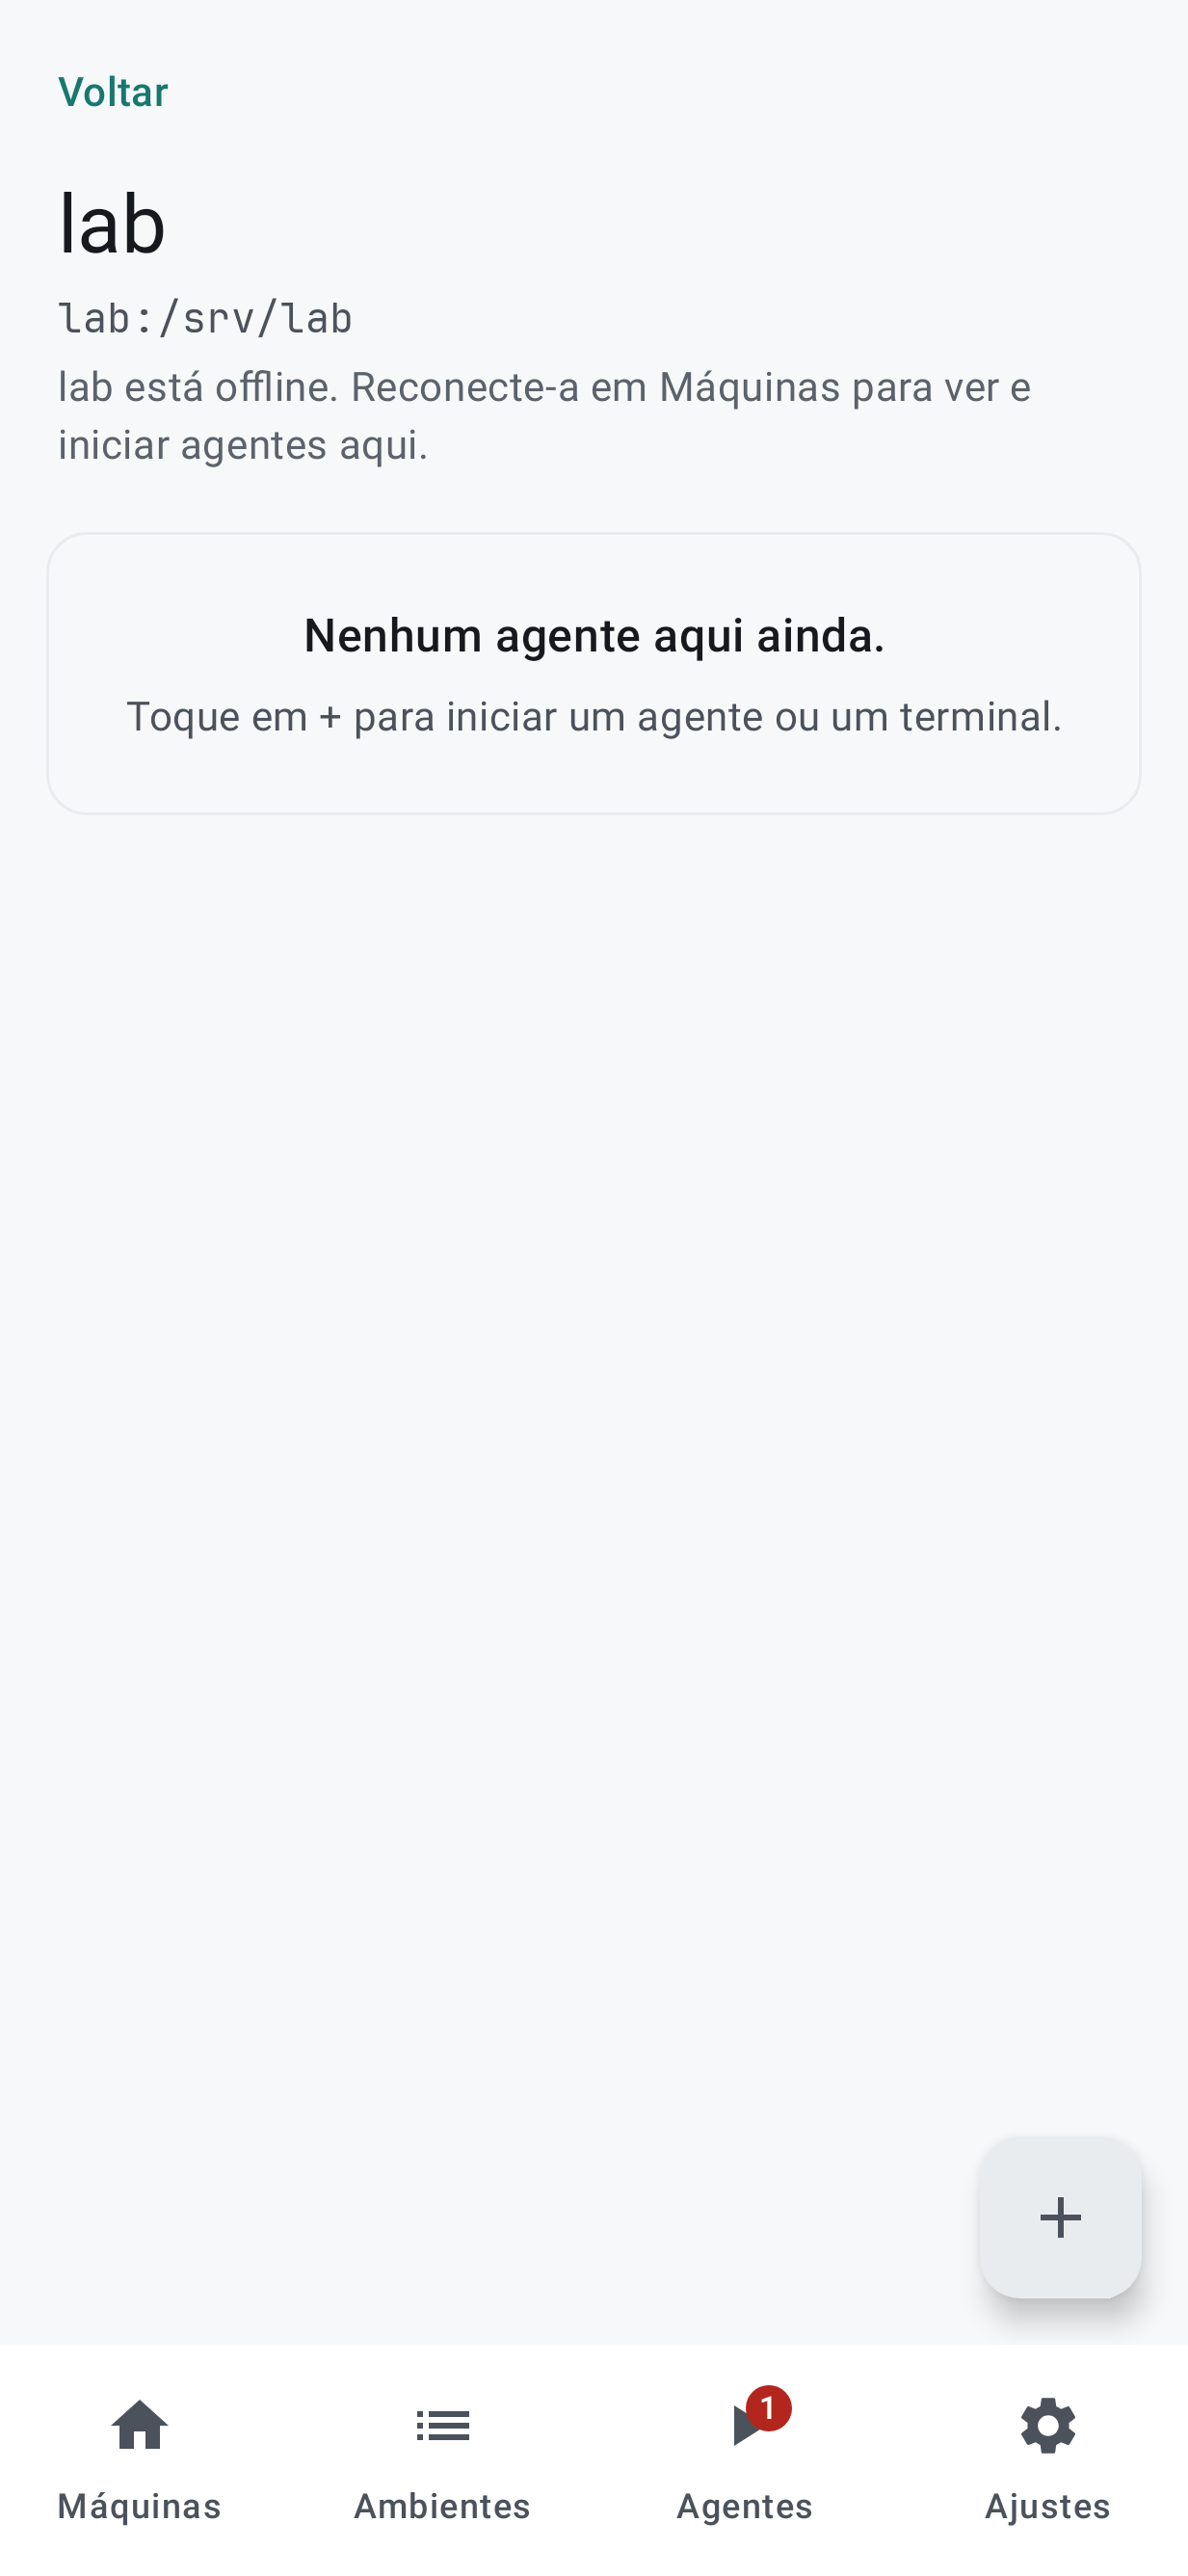 Voltar
lab
lab:/srv/lab
lab está offline. Reconecte-a em Máquinas para ver e
iniciar agentes aqui.
Nenhum agente aqui ainda.
Toque em + para iniciar um agente ou um terminal.
+
1
Máquinas
Ambientes
Agentes
Ajustes